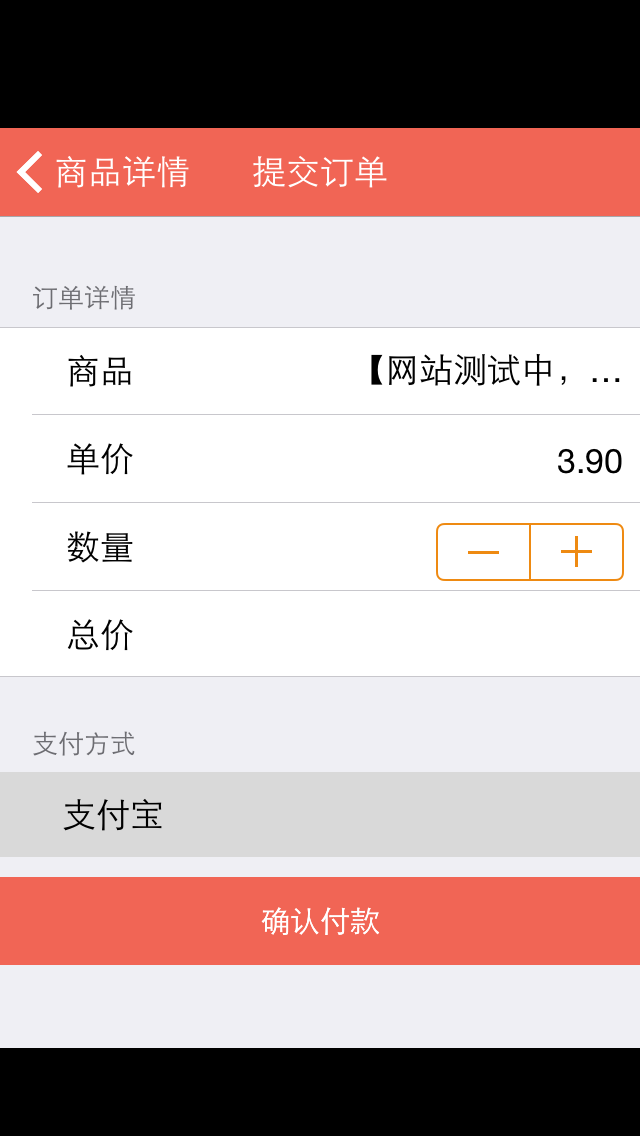 商品详情 提交订单
订单详情
商品 【网站测试中，...
单价 3.90
数量
总价
支付方式
支付宝
确认付款